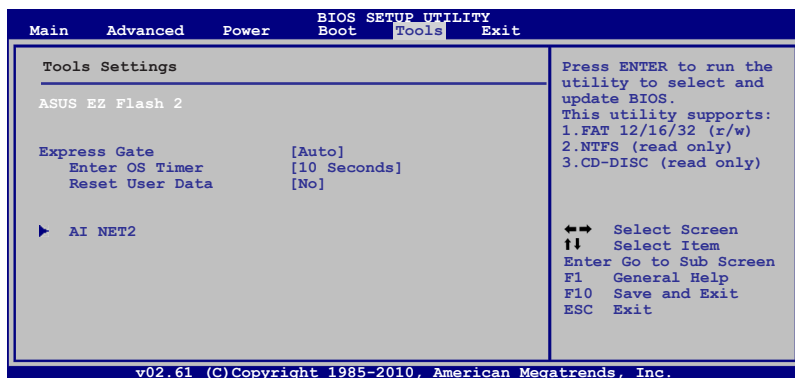 BIOS SETUP UTILITY
Main Advanced Power Boot Tools Exit
Tools Settings
ASUS EZ Flash 2
Express Gate [Auto]
Enter OS Timer [10 Seconds]
Reset User Data [No]
AI NET2
Press ENTER to run the
utility to select and
update BIOS.
This utility supports:
1.FAT 12/16/32 (r/w)
2.NTFS (read only)
3.CD-DISC (read only)
←→ Select Screen
↑↓ Select Item
Enter Go to Sub Screen
F1 General Help
F10 Save and Exit
ESC Exit
v02.61 (C)Copyright 1985-2010, American Megatrends, Inc.